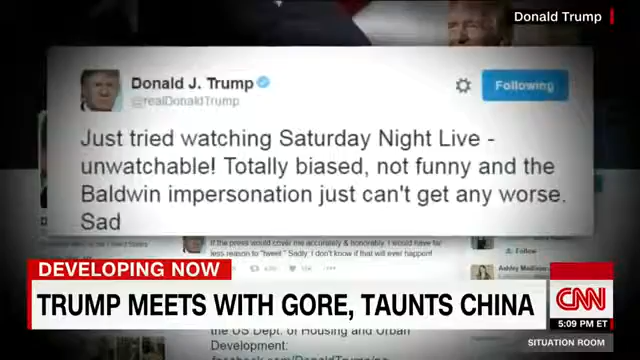 Donald Trump
Donald J. Trump
@realDonaldTrump
Following
Just tried watching Saturday Night Live -
unwatchable! Totally biased, not funny and the
Baldwin impersonation just can't get any worse.
Sad
If the press would cover me accurately & honorably, I would have far
less reason to "tweet." Sadly, I don't know if that will ever happen!
Follow
Ashley
DEVELOPING NOW
TRUMP MEETS WITH GORE, TAUNTS CHINA
CNN
5:09 PM ET
SITUATION ROOM
the US Dept. of Housing and Urban
Development: